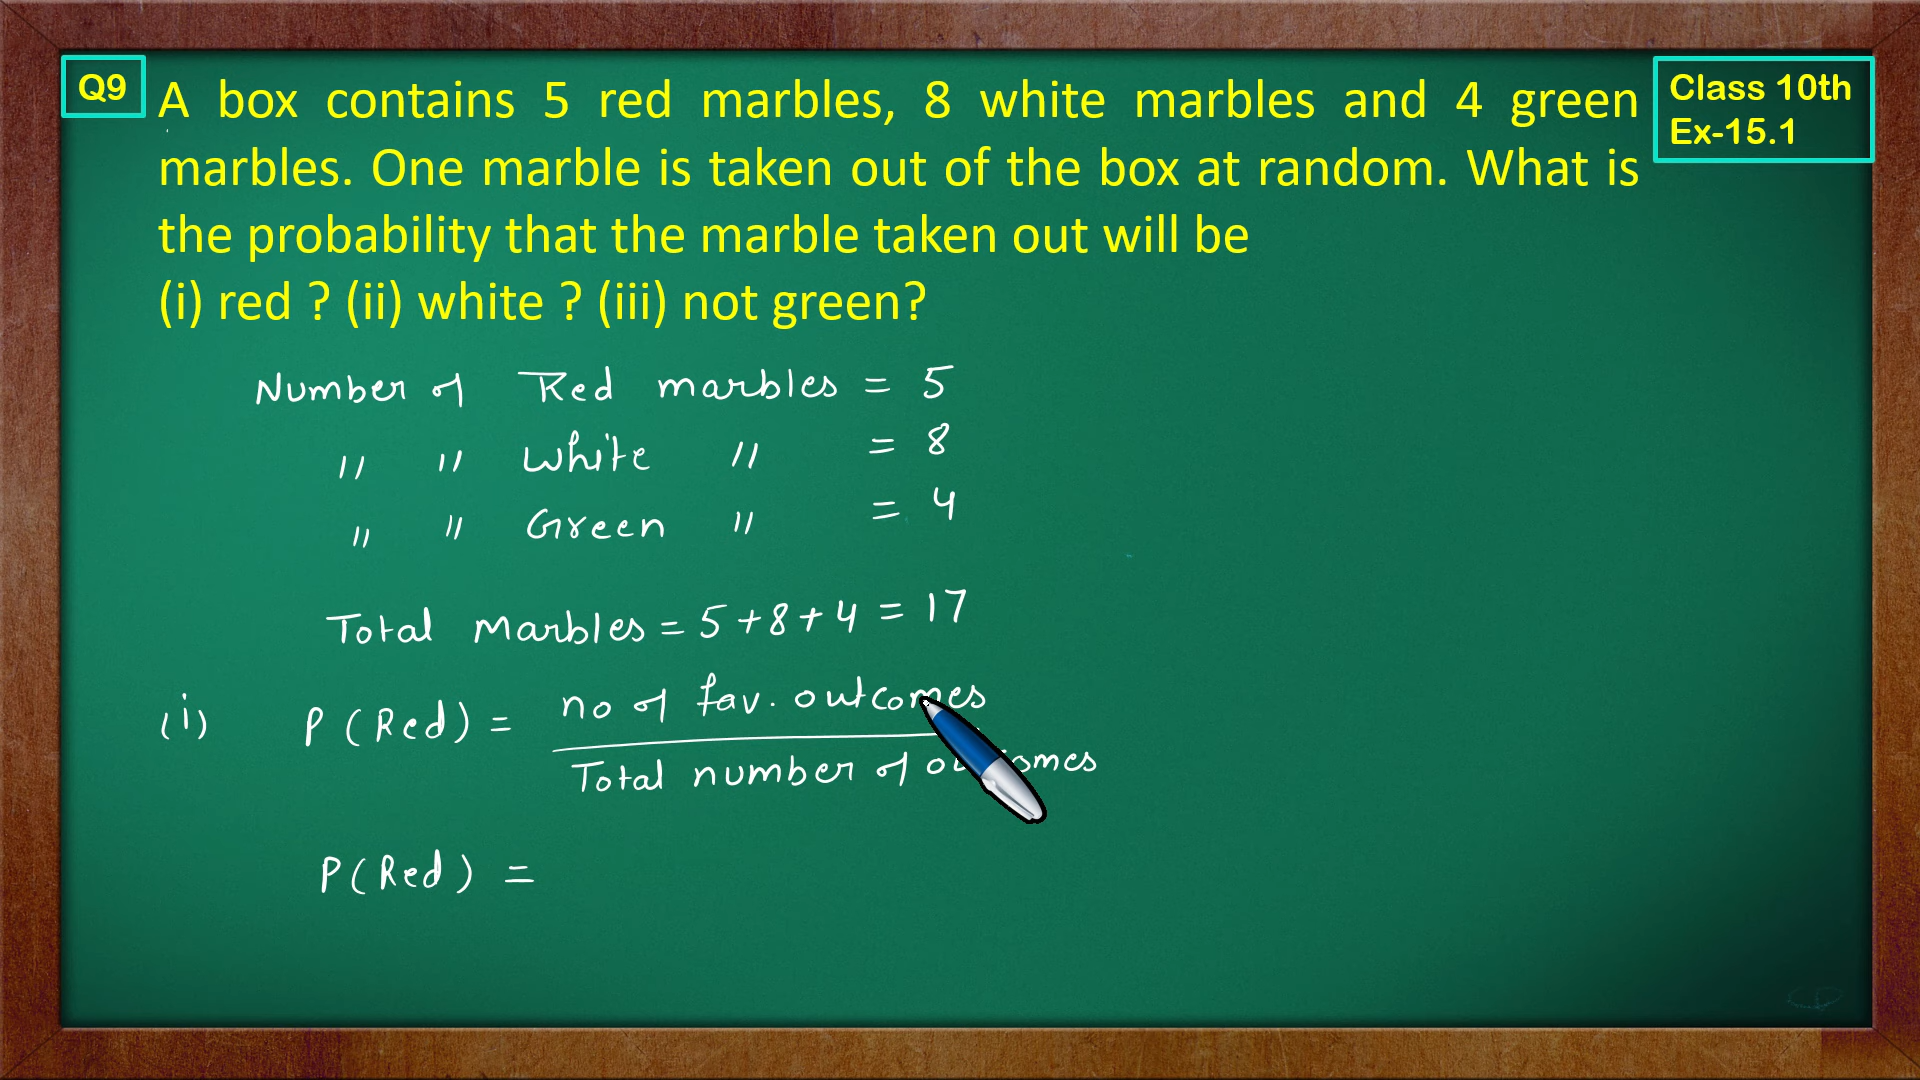 Q9
A box contains 5 red marbles, 8 white marbles and 4 green
marbles. One marble is taken out of the box at random. What is
the probability that the marble taken out will be
(i) red ? (ii) white ? (iii) not green?
Class 10th
Ex-15.1
Number of Red marbles = 5
" " white " = 8
" " Green " = 4
Total marbles = 5+8+4 = 17
(i) P(Red) = no of fav. outcomes
Total number of
P(Red) =